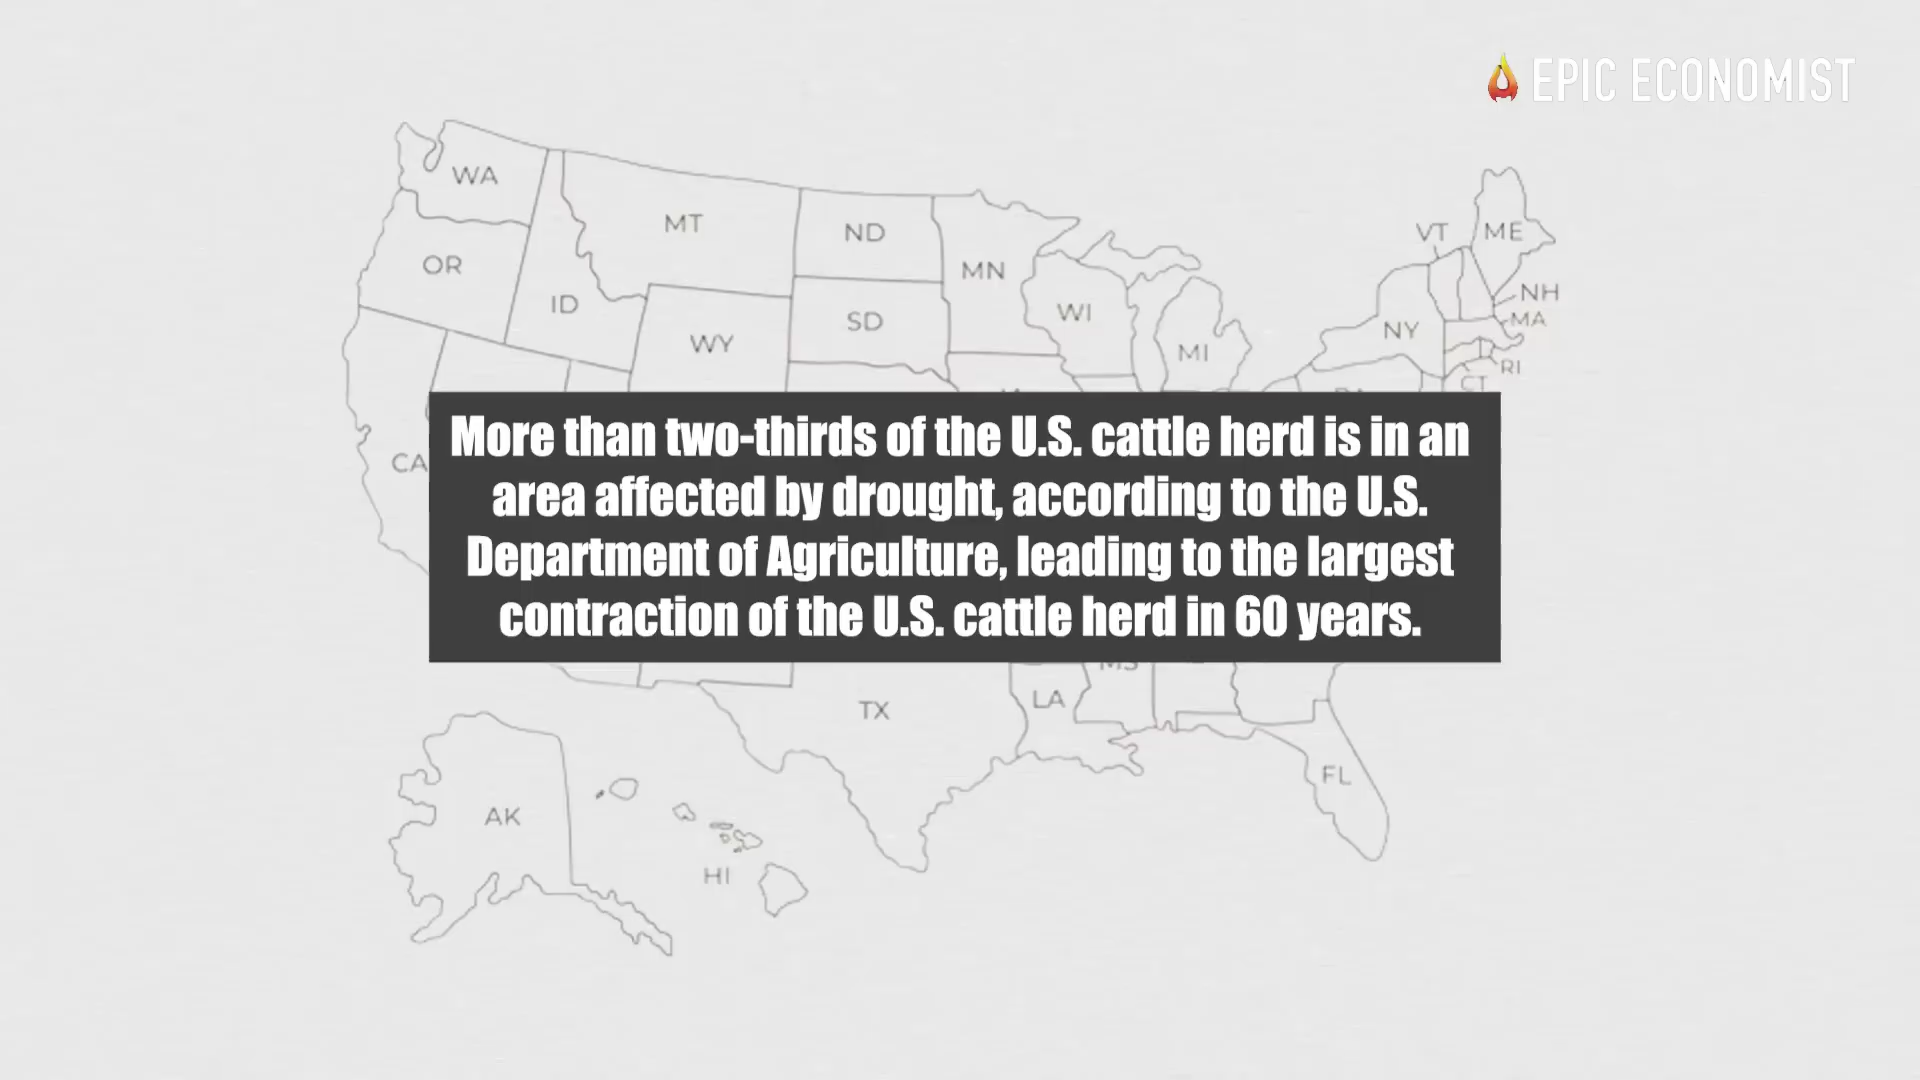 EPIC ECONOMIST
WA
MT
ND
MN
VT
ME
OR
ID
SD
WI
NH
MA
NY
WY
MI
RI
CT
CA
More than two-thirds of the U.S. cattle herd is in an
area affected by drought, according to the U.S.
Department of Agriculture, leading to the largest
contraction of the U.S. cattle herd in 60 years.
MS
LA
TX
FL
AK
HI